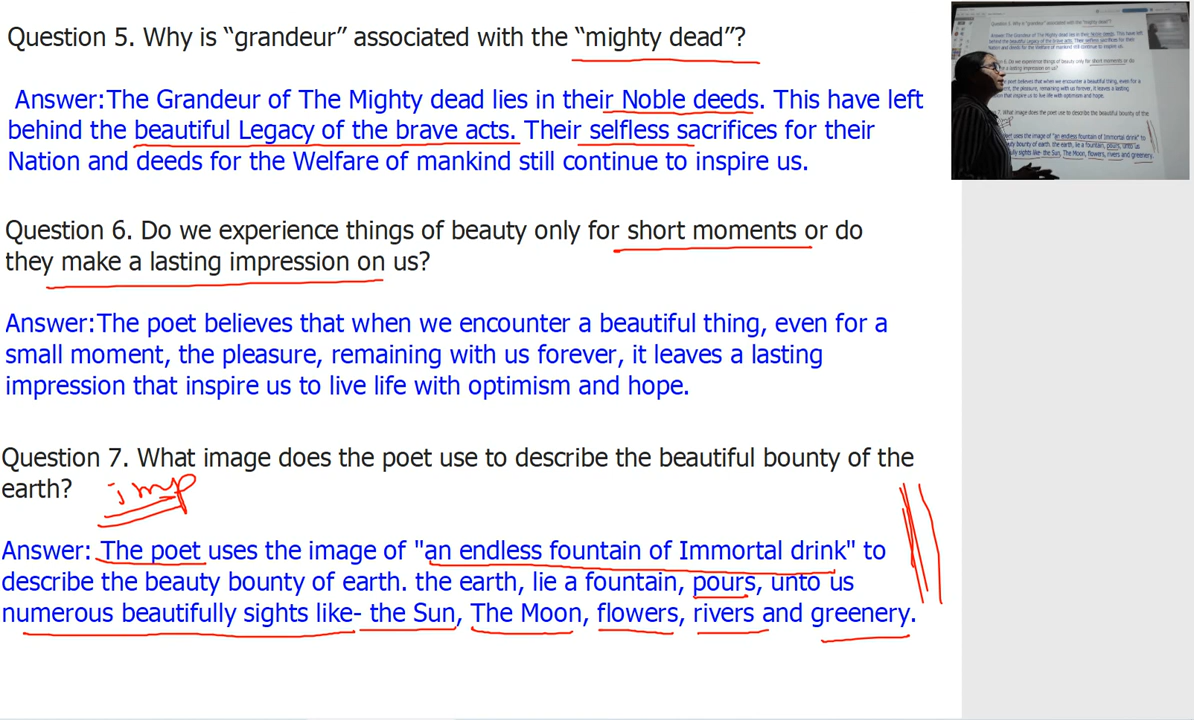 Question 5. Why is “grandeur” associated with the “mighty dead”?
Answer:The Grandeur of The Mighty dead lies in their Noble deeds. This have left
behind the beautiful Legacy of the brave acts. Their selfless sacrifices for their
Nation and deeds for the Welfare of mankind still continue to inspire us.
Question 6. Do we experience things of beauty only for short moments or do
they make a lasting impression on us?
Answer:The poet believes that when we encounter a beautiful thing, even for a
small moment, the pleasure, remaining with us forever, it leaves a lasting
impression that inspire us to live life with optimism and hope.
Question 7. What image does the poet use to describe the beautiful bounty of the
earth?
imp
Answer: The poet uses the image of "an endless fountain of Immortal drink" to
describe the beauty bounty of earth. the earth, lie a fountain, pours, unto us
numerous beautifully sights like- the Sun, The Moon, flowers, rivers and greenery.